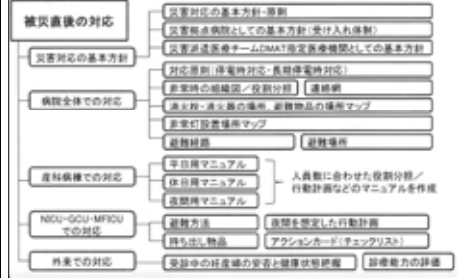 被災直後の対応
災害対応の基本方針・原則
災害拠点病院としての基本方針（受け入れ体制）
災害派遣医療チームDMAT指定医療機関としての基本方針
災害対応の基本方針
対応原則（停電時対応・長期停電時対応）
非常時の組織図／役割分担
連絡網
消火栓・消火器の場所、避難物品の場所マップ
非常灯設置場所マップ
避難経路
避難場所
病院全体での対応
平日用マニュアル
休日用マニュアル
夜間用マニュアル
産科病棟での対応
人員数に合わせた役割分担／
行動計画などのマニュアルを作成
NICU・GCU・MFICU
での対応
避難方法
夜間を想定した行動計画
持ち出し物品
アクションカード（チェックリスト）
外来での対応
受診中の妊産婦の安否と健康状態把握
診療能力の評価